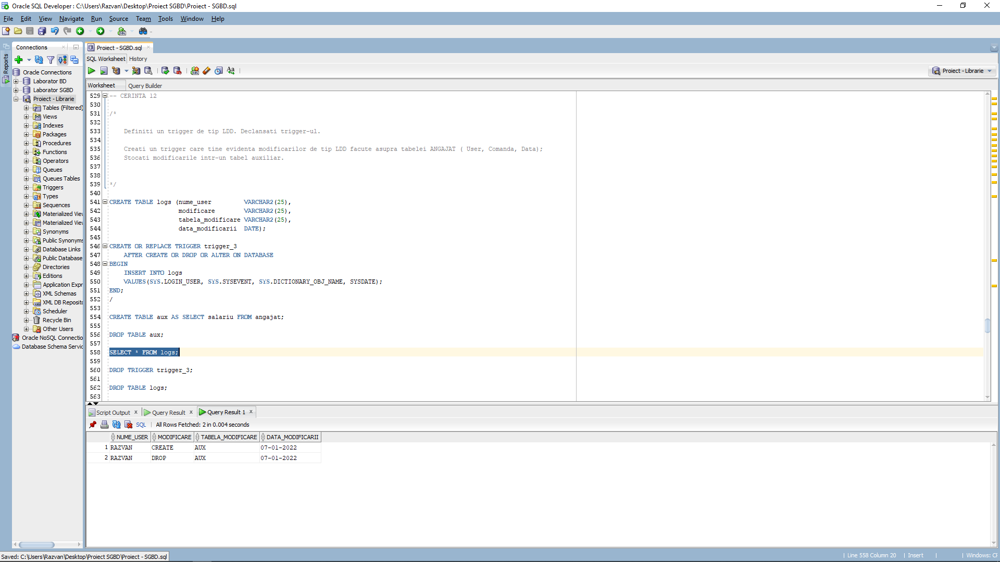 Oracle SQL Developer : C:\Users\Razvan\Desktop\Proiect SGBD\Proiect - SGBD.sql
File Edit View Navigate Run Source Team Tools Window Help
Reports
Connections
Oracle Connections
Laborator BD
Laborator SGBD
Proiect - Librarie
Tables (Filtered)
Views
Indexes
Packages
Procedures
Functions
Operators
Queues
Queues Tables
Triggers
Types
Sequences
Materialized Vie
Materialized Vie
Synonyms
Public Synonyms
Database Links
Public Database
Directories
Editions
Application Expr
XML Schemas
XML DB Reposito
Scheduler
Recycle Bin
Other Users
Oracle NoSQL Connectio
Database Schema Servic
Proiect - SGBD.sql
SQL Worksheet History
Proiect - Librarie
Worksheet Query Builder
529 -- CERINTA 12
530
531 /*
532
533 Definiti un trigger de tip LDD. Declansati trigger-ul.
534
535 Creati un trigger care tine evidenta modificarilor de tip LDD facute asupra tabelei ANGAJAT ( User, Comanda, Data);
536 Stocati modificarile intr-un tabel auxiliar.
537
538
539 */
540
541 CREATE TABLE logs (nume_user VARCHAR2(25),
542 modificare VARCHAR2(25),
543 tabela_modificare VARCHAR2(25),
544 data_modificarii DATE);
545
546 CREATE OR REPLACE TRIGGER trigger_3
547 AFTER CREATE OR DROP OR ALTER ON DATABASE
548 BEGIN
549 INSERT INTO logs
550 VALUES(SYS.LOGIN_USER, SYS.SYSEVENT, SYS.DICTIONARY_OBJ_NAME, SYSDATE);
551 END;
552 /
553
554 CREATE TABLE aux AS SELECT salariu FROM angajat;
555
556 DROP TABLE aux;
557
558 SELECT * FROM logs;
559
560 DROP TRIGGER trigger_3;
561
562 DROP TABLE logs;
563
Script Output x Query Result x Query Result 1 x
SQL | All Rows Fetched: 2 in 0.004 seconds
NUME_USER MODIFICARE TABELA_MODIFICARE DATA_MODIFICARII
1 RAZVAN CREATE AUX 07-01-2022
2 RAZVAN DROP AUX 07-01-2022
Saved: C:\Users\Razvan\Desktop\Proiect SGBD\Proiect - SGBD.sql
Line 558 Column 20 | Insert | | Windows: CF